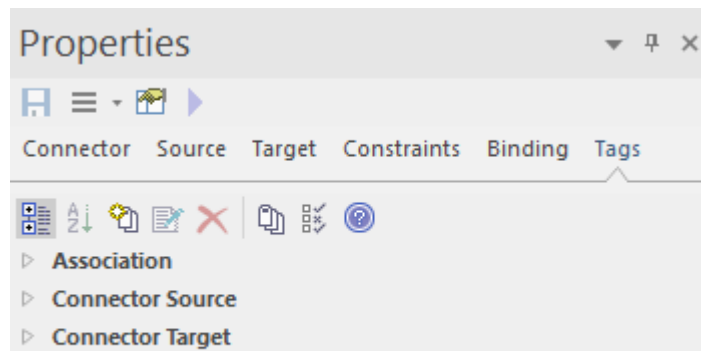 Properties
Connector Source Target Constraints Binding Tags
Association
Connector Source
Connector Target